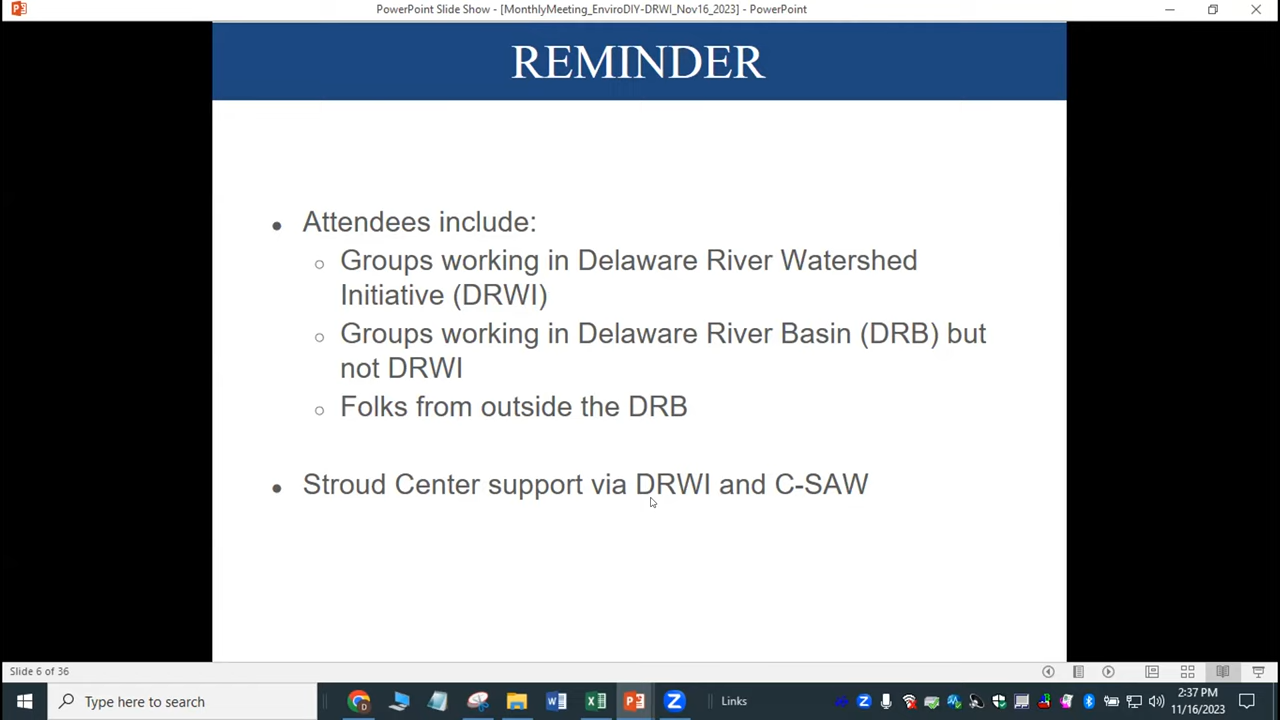 PowerPoint Slide Show - [MonthlyMeeting_EnviroDIY-DRWI_Nov16_2023] - PowerPoint
REMINDER
Attendees include:
Groups working in Delaware River Watershed
Initiative (DRWI)
Groups working in Delaware River Basin (DRB) but
not DRWI
Folks from outside the DRB
Stroud Center support via DRWI and C-SAW
Slide 6 of 36
Type here to search
Links
2:37 PM
11/16/2023